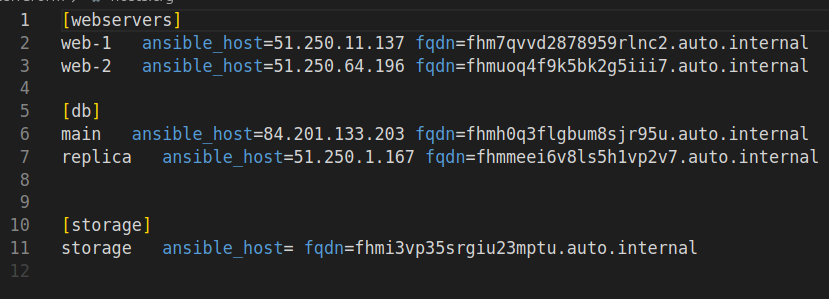 1 [webservers]
2 web-1   ansible_host=51.250.11.137 fqdn=fhm7qvvd2878959rlnc2.auto.internal
3 web-2   ansible_host=51.250.64.196 fqdn=fhmuoq4f9k5bk2g5iii7.auto.internal
4
5 [db]
6 main   ansible_host=84.201.133.203 fqdn=fhmh0q3flgbum8sjr95u.auto.internal
7 replica   ansible_host=51.250.1.167 fqdn=fhmmeei6v8ls5h1vp2v7.auto.internal
8
9
10 [storage]
11 storage   ansible_host= fqdn=fhmi3vp35srgiu23mptu.auto.internal
12